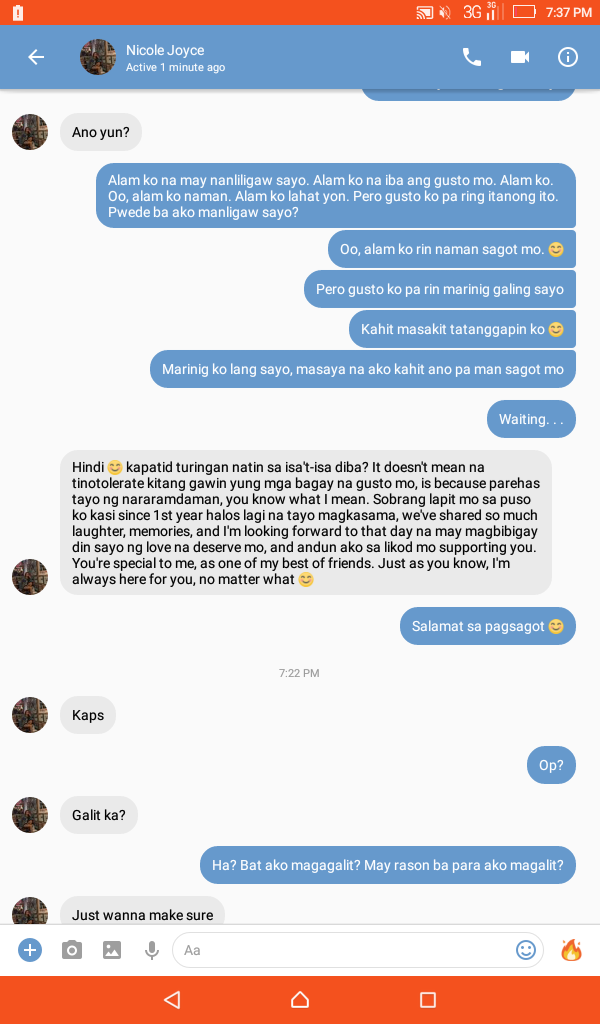 3G 3G 7:37 PM
Nicole Joyce
Active 1 minute ago
Ano yun?
Alam ko na may nanliligaw sayo. Alam ko na iba ang gusto mo. Alam ko.
Oo, alam ko naman. Alam ko lahat yon. Pero gusto ko pa ring itanong ito.
Pwede ba ako manligaw sayo?
Oo, alam ko rin naman sagot mo. 😊
Pero gusto ko pa rin marinig galing sayo
Kahit masakit tatanggapin ko 😊
Marinig ko lang sayo, masaya na ako kahit ano pa man sagot mo
Waiting. . .
Hindi 😊 kapatid turingan natin sa isa't-isa diba? It doesn't mean na
tinotolerate kitang gawin yung mga bagay na gusto mo, is because parehas
tayo ng nararamdaman, you know what I mean. Sobrang lapit mo sa puso
ko kasi since 1st year halos lagi na tayo magkasama, we've shared so much
laughter, memories, and I'm looking forward to that day na may magbibigay
din sayo ng love na deserve mo, and andun ako sa likod mo supporting you.
You're special to me, as one of my best of friends. Just as you know, I'm
always here for you, no matter what 😊
Salamat sa pagsagot 😊
7:22 PM
Kaps
Op?
Galit ka?
Ha? Bat ako magagalit? May rason ba para ako magalit?
Just wanna make sure
Aa